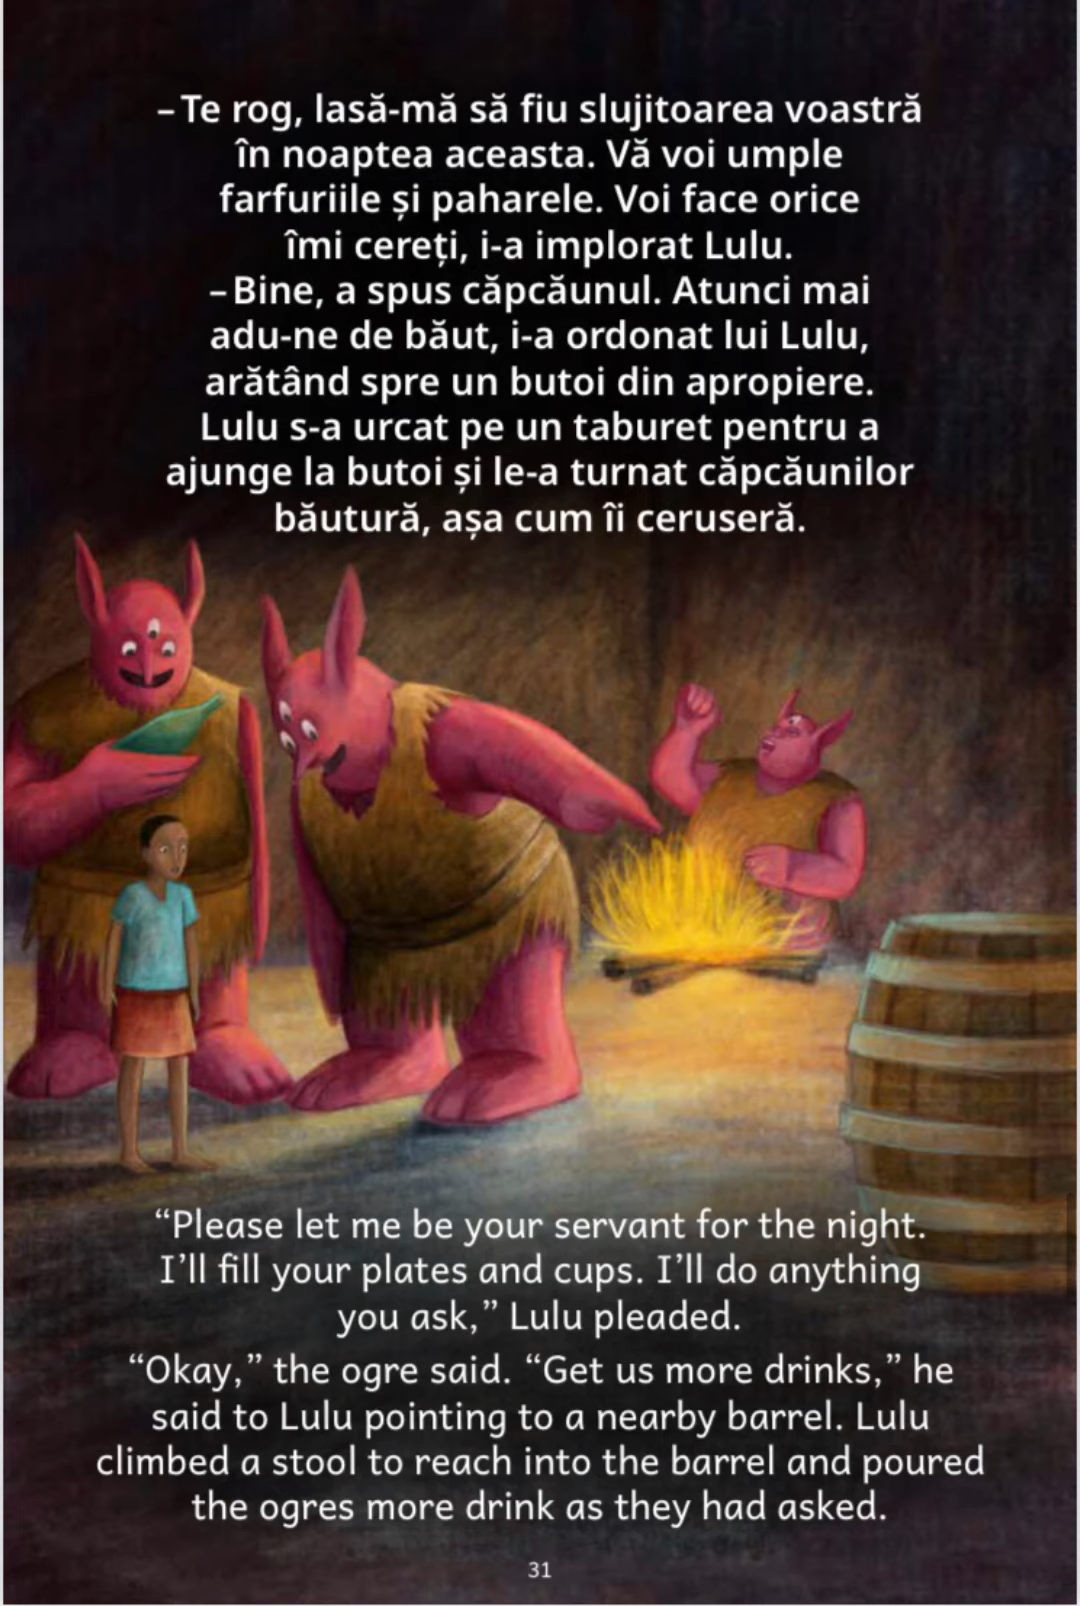 – Te rog, lasă-mă să fiu slujitoarea voastră
în noaptea aceasta. Vă voi umple
farfuriile și paharele. Voi face orice
îmi cereți, i-a implorat Lulu.
– Bine, a spus căpcăunul. Atunci mai
adu-ne de băut, i-a ordonat lui Lulu,
arătând spre un butoi din apropiere.
Lulu s-a urcat pe un taburet pentru a
ajunge la butoi și le-a turnat căpcăunilor
băutură, așa cum îi ceruseră.
“Please let me be your servant for the night.
I’ll fill your plates and cups. I’ll do anything
you ask,” Lulu pleaded.
“Okay,” the ogre said. “Get us more drinks,” he
said to Lulu pointing to a nearby barrel. Lulu
climbed a stool to reach into the barrel and poured
the ogres more drink as they had asked.
31